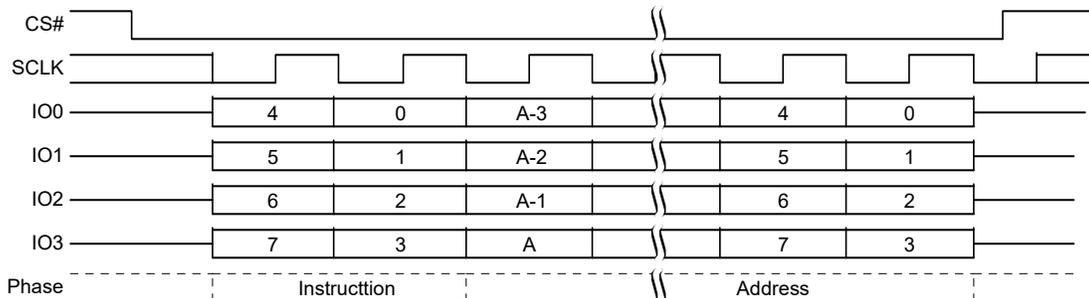 CS#
SCLK
IO0 4 0 A-3 4 0
IO1 5 1 A-2 5 1
IO2 6 2 A-1 6 2
IO3 7 3 A 7 3
Phase Instructtion Address